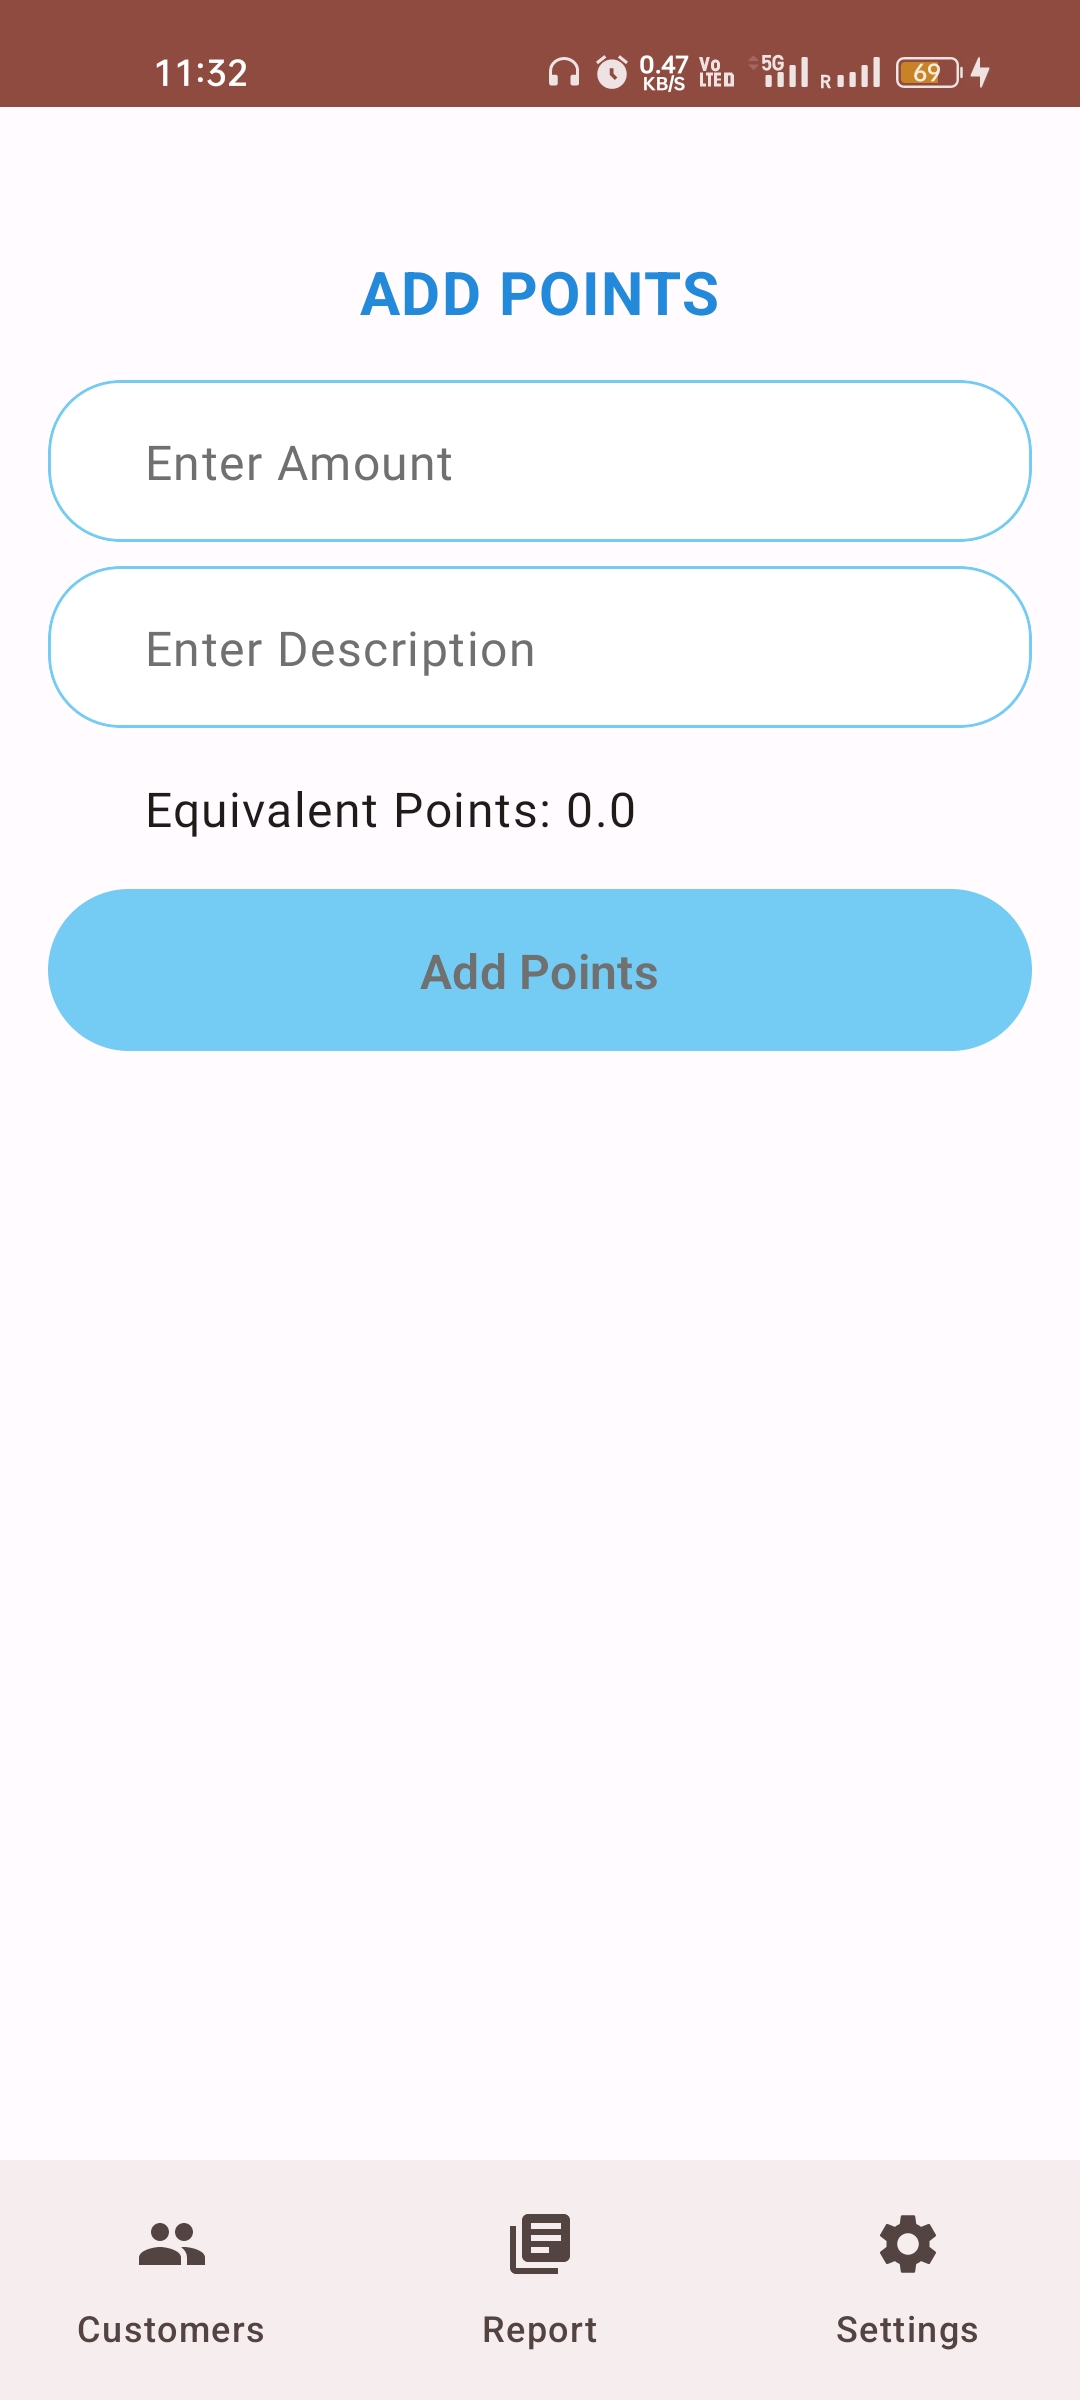 11:32 0.47 KB/S Vo LTED 5G R 69
ADD POINTS
Enter Amount
Enter Description
Equivalent Points: 0.0
Add Points
Customers Report Settings